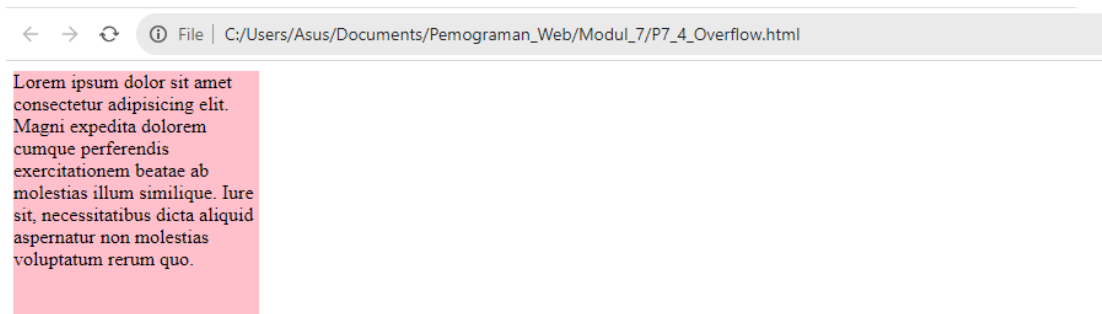 File C:/Users/Asus/Documents/Pemograman_Web/Modul_7/P7_4_Overflow.html
Lorem ipsum dolor sit amet
consectetur adipisicing elit.
Magni expedita dolorem
cumque perferendis
exercitationem beatae ab
molestias illum similique. Iure
sit, necessitatibus dicta aliquid
aspernatur non molestias
voluptatum rerum quo.